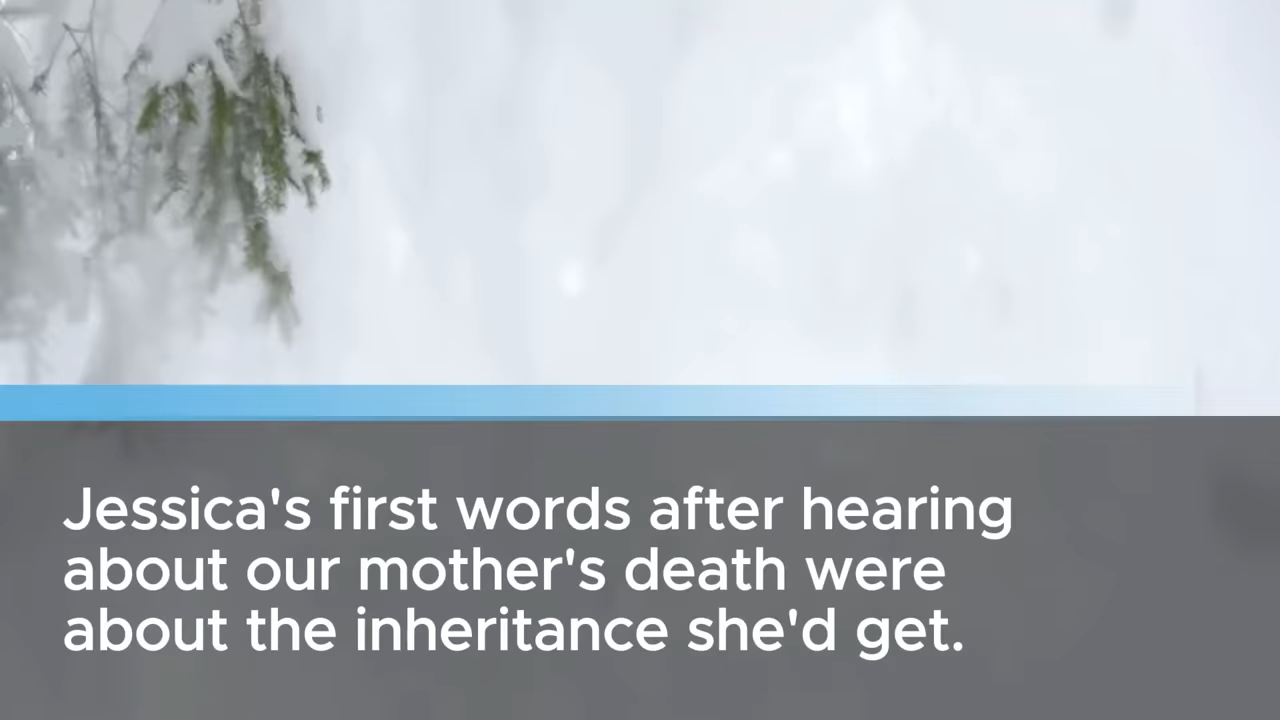 Jessica's first words after hearing
about our mother's death were
about the inheritance she'd get.